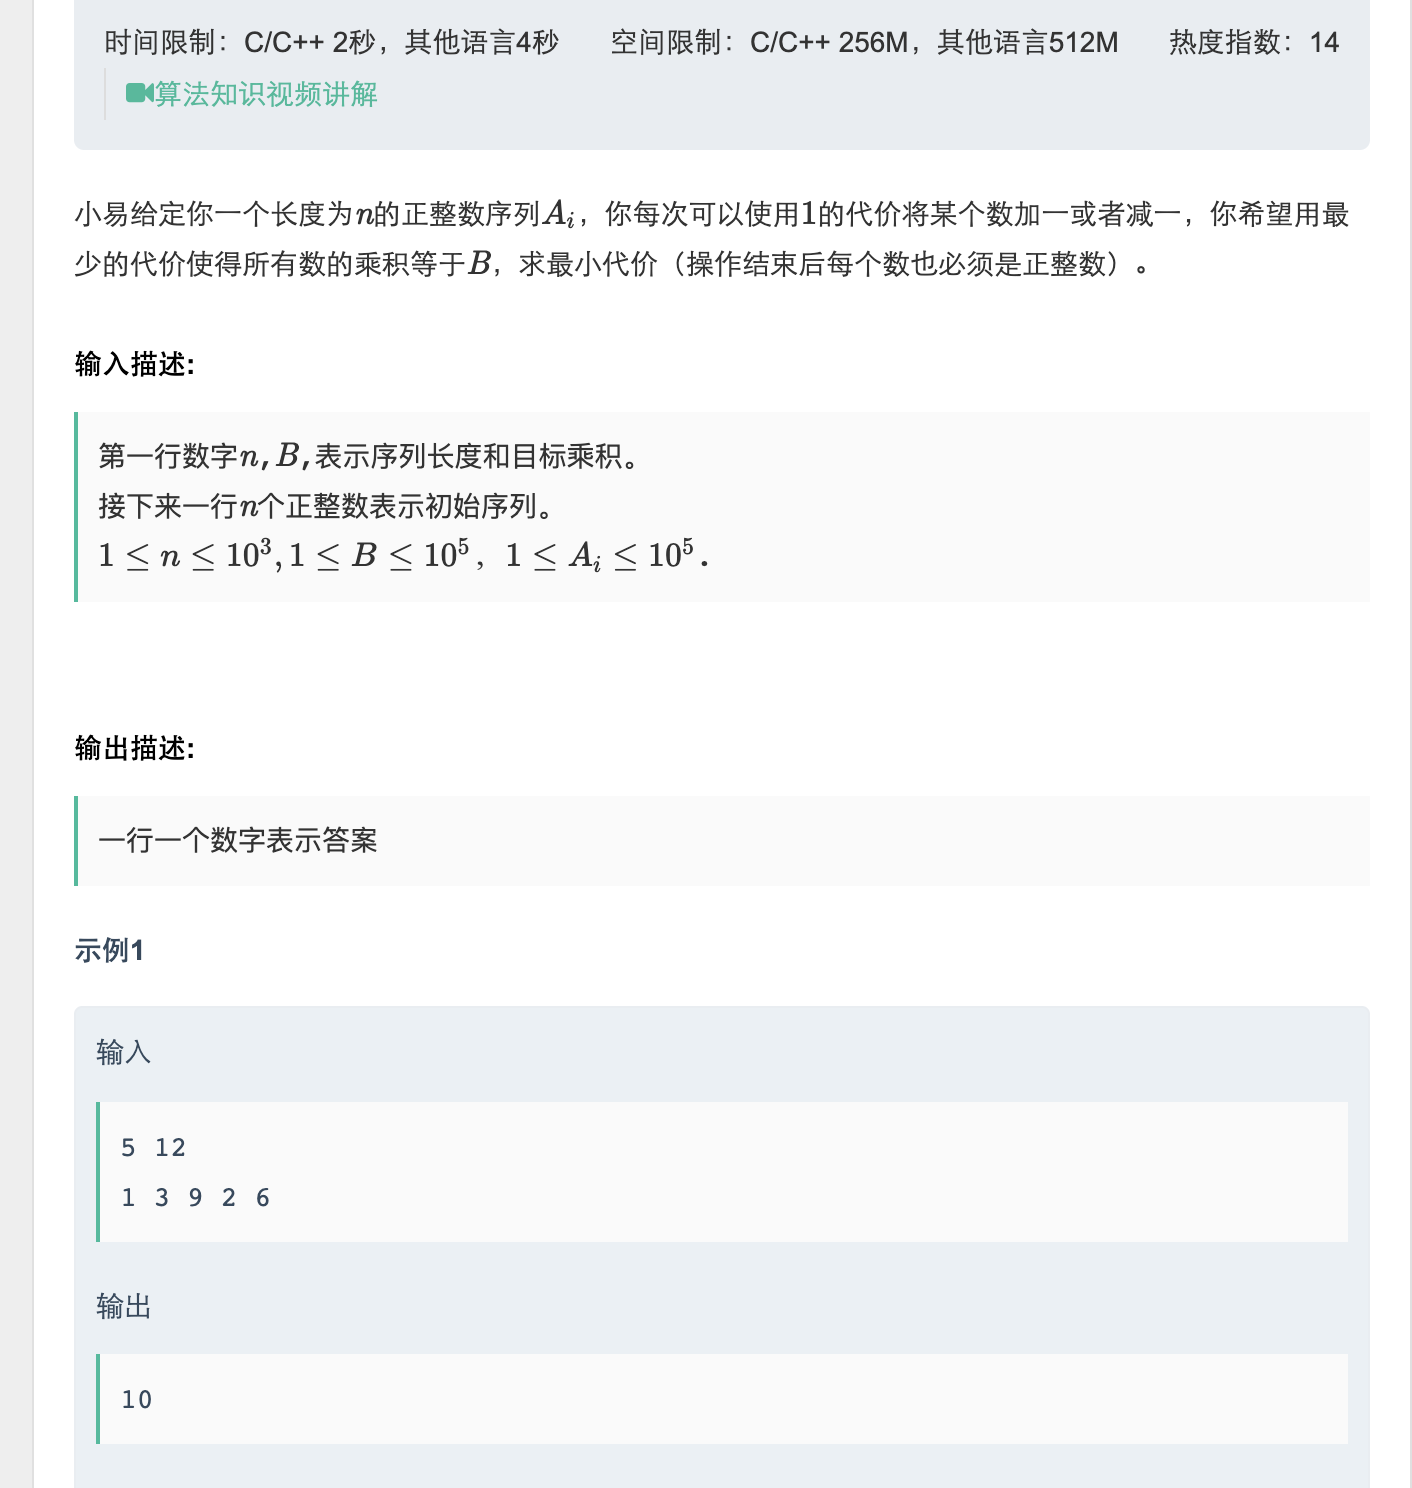 时间限制：C/C++ 2秒，其他语言4秒 空间限制：C/C++ 256M，其他语言512M 热度指数：14
算法知识视频讲解
小易给定你一个长度为n的正整数序列A_i，你每次可以使用1的代价将某个数加一或者减一，你希望用最
少的代价使得所有数的乘积等于B，求最小代价（操作结束后每个数也必须是正整数）。
输入描述:
第一行数字n,B,表示序列长度和目标乘积。
接下来一行n个正整数表示初始序列。
1 ≤ n ≤ 10^3, 1 ≤ B ≤ 10^5，1 ≤ A_i ≤ 10^5.
输出描述:
一行一个数字表示答案
示例1
输入
5 12
1 3 9 2 6
输出
10